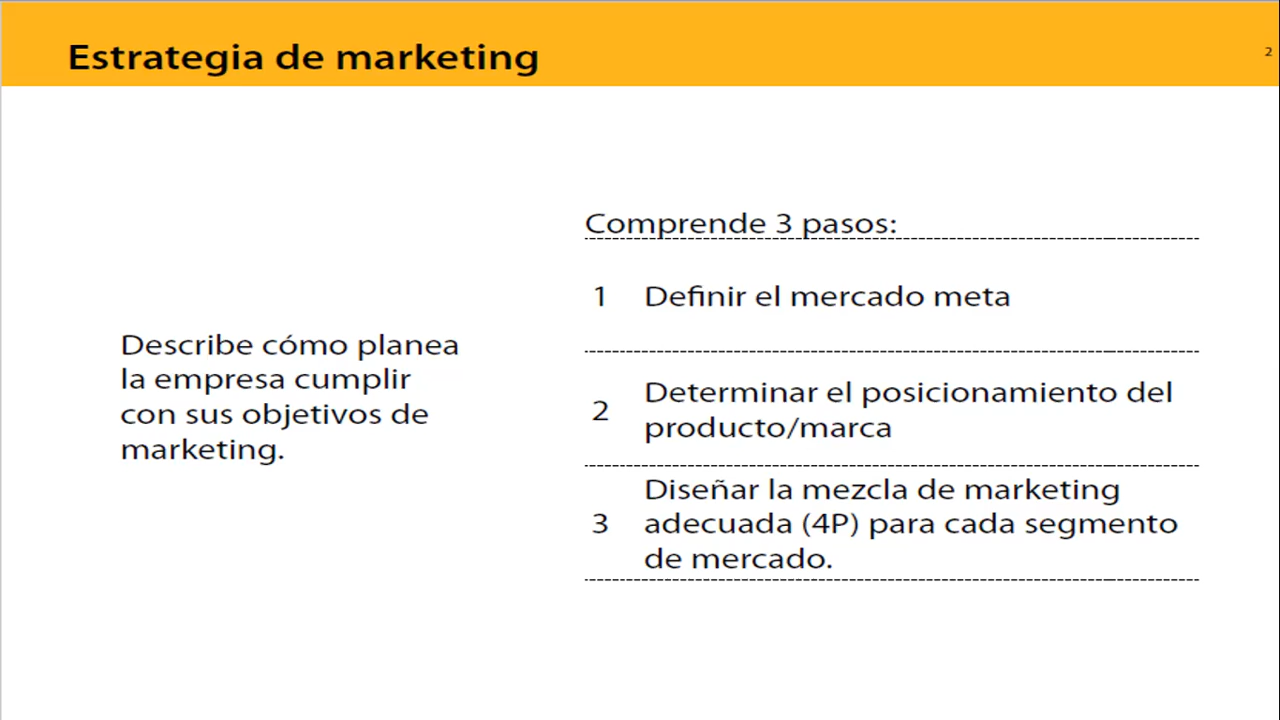 Estrategia de marketing
2
Describe cómo planea
la empresa cumplir
con sus objetivos de
marketing.
Comprende 3 pasos:
1 Definir el mercado meta
2 Determinar el posicionamiento del
producto/marca
3 Diseñar la mezcla de marketing
adecuada (4P) para cada segmento
de mercado.